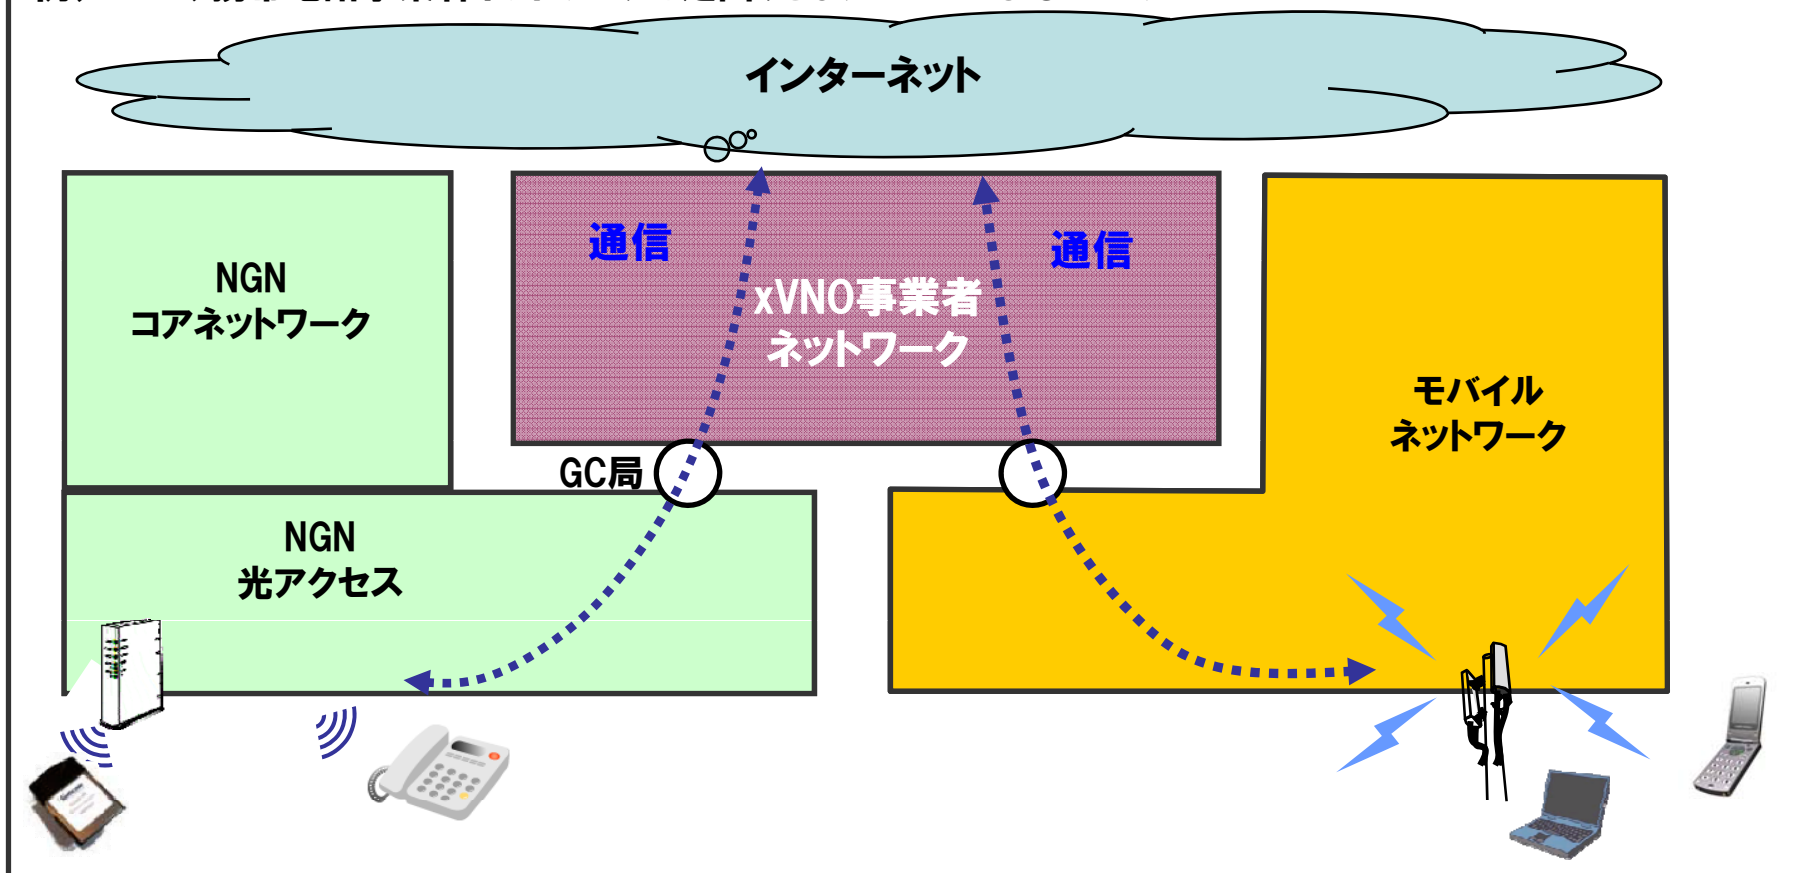 インターネット
通信
通信
NGN
コアネットワーク
xVNO事業者
ネットワーク
モバイル
ネットワーク
GC局
NGN
光アクセス